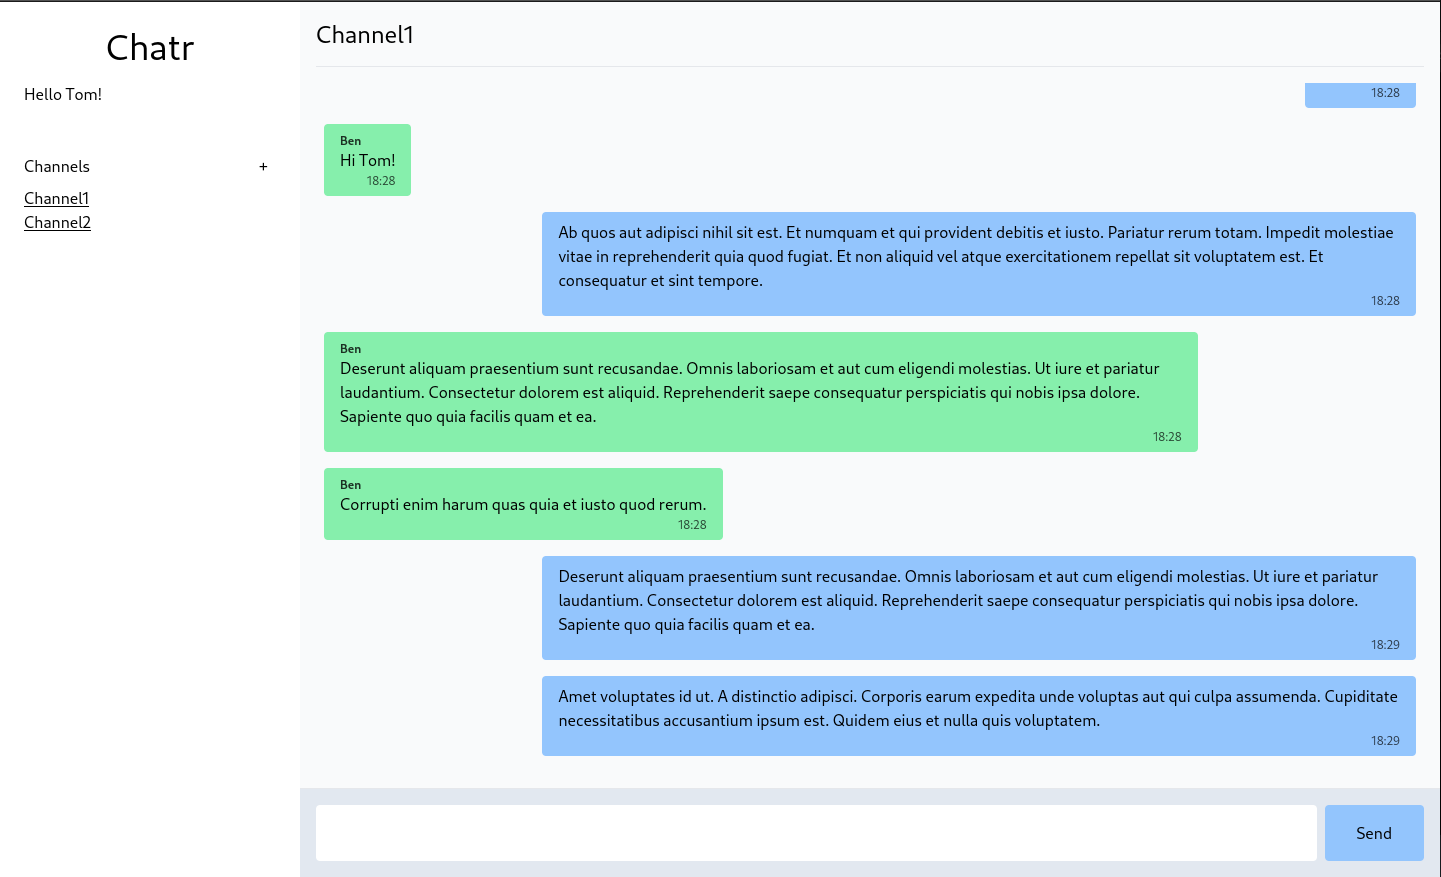 Chatr
Hello Tom!
Channels +
Channel1
Channel2
Channel1
18:28
Ben
Hi Tom!
18:28
Ab quos aut adipisci nihil sit est. Et numquam et qui provident debitis et iusto. Pariatur rerum totam. Impedit molestiae
vitae in reprehenderit quia quod fugiat. Et non aliquid vel atque exercitationem repellat sit voluptatem est. Et
consequatur et sint tempore.
18:28
Ben
Deserunt aliquam praesentium sunt recusandae. Omnis laboriosam et aut cum eligendi molestias. Ut iure et pariatur
laudantium. Consectetur dolorem est aliquid. Reprehenderit saepe consequatur perspiciatis qui nobis ipsa dolore.
Sapiente quo quia facilis quam et ea.
18:28
Ben
Corrupti enim harum quas quia et iusto quod rerum.
18:28
Deserunt aliquam praesentium sunt recusandae. Omnis laboriosam et aut cum eligendi molestias. Ut iure et pariatur
laudantium. Consectetur dolorem est aliquid. Reprehenderit saepe consequatur perspiciatis qui nobis ipsa dolore.
Sapiente quo quia facilis quam et ea.
18:29
Amet voluptates id ut. A distinctio adipisci. Corporis earum expedita unde voluptas aut qui culpa assumenda. Cupiditate
necessitatibus accusantium ipsum est. Quidem eius et nulla quis voluptatem.
18:29
Send